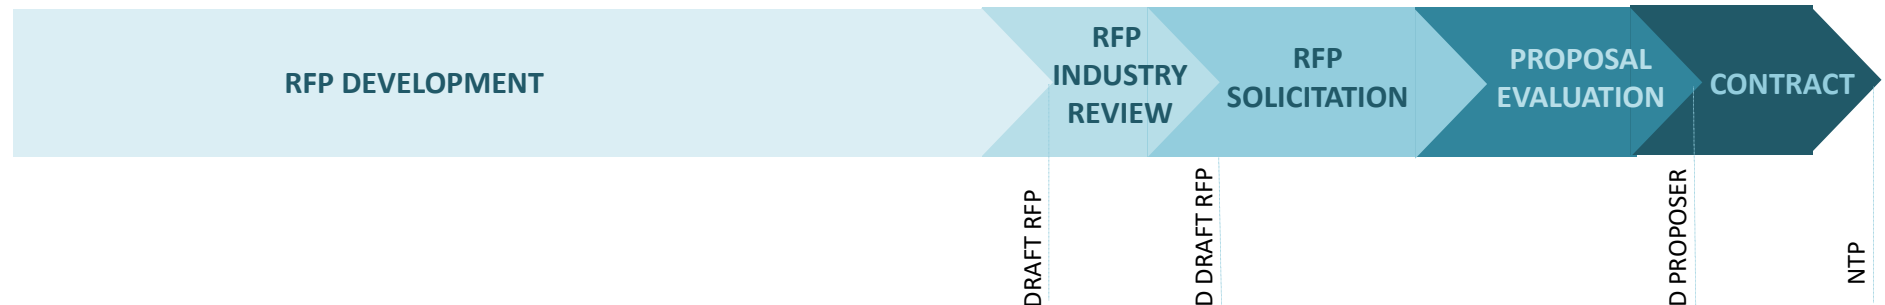 RFP DEVELOPMENT
RFP
INDUSTRY
REVIEW
RFP
SOLICITATION
PROPOSAL
EVALUATION
CONTRACT
DRAFT RFP
D DRAFT RFP
D PROPOSER
NTP